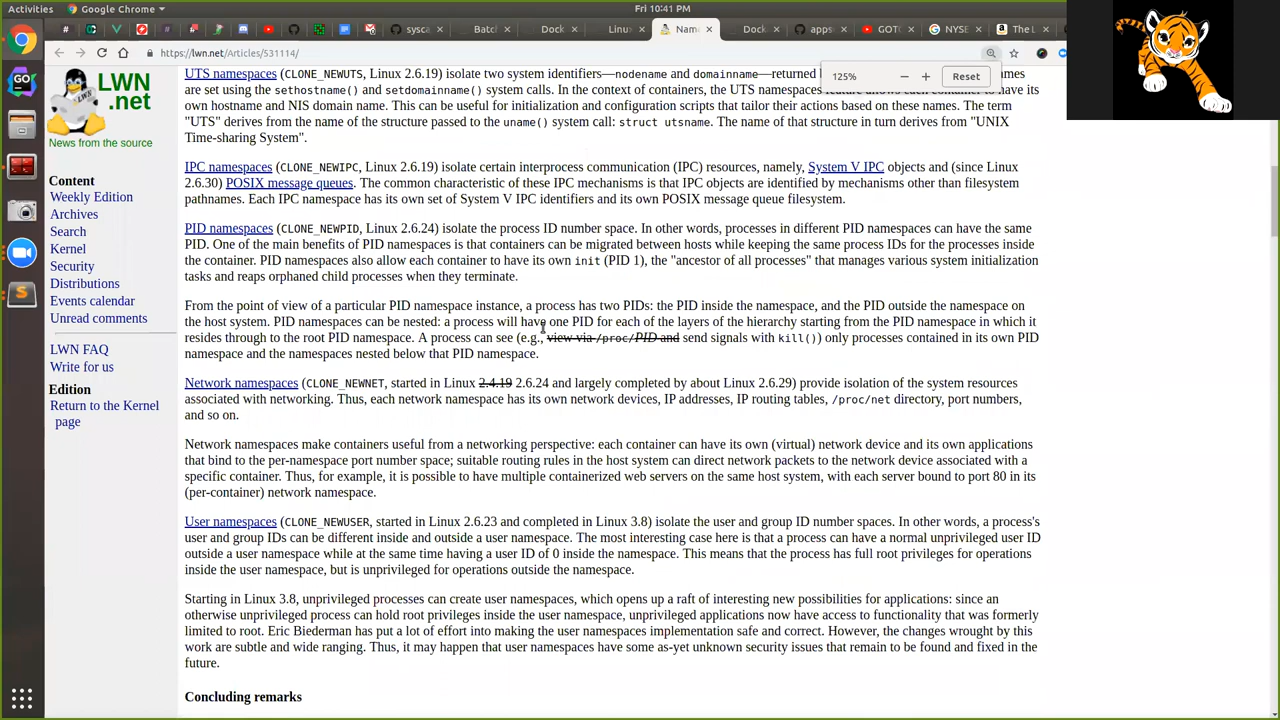 Activities
Google Chrome
Fri 10:41 PM
sysca
Batcl
Dock
Linux
Name
Dock
apps
GOTO
NYSE
The L
https://lwn.net/Articles/531114/
125%
Reset
LWN
.net
News from the source
Content
Weekly Edition
Archives
Search
Kernel
Security
Distributions
Events calendar
Unread comments
LWN FAQ
Write for us
Edition
Return to the Kernel
page
UTS namespaces (CLONE_NEWUTS, Linux 2.6.19) isolate two system identifiers—nodename and domainname—returned
are set using the sethostname() and setdomainname() system calls. In the context of containers, the UTS namespaces feature allows each container to have its
own hostname and NIS domain name. This can be useful for initialization and configuration scripts that tailor their actions based on these names. The term
"UTS" derives from the name of the structure passed to the uname() system call: struct utsname. The name of that structure in turn derives from "UNIX
Time-sharing System".
IPC namespaces (CLONE_NEWIPC, Linux 2.6.19) isolate certain interprocess communication (IPC) resources, namely, System V IPC objects and (since Linux
2.6.30) POSIX message queues. The common characteristic of these IPC mechanisms is that IPC objects are identified by mechanisms other than filesystem
pathnames. Each IPC namespace has its own set of System V IPC identifiers and its own POSIX message queue filesystem.
PID namespaces (CLONE_NEWPID, Linux 2.6.24) isolate the process ID number space. In other words, processes in different PID namespaces can have the same
PID. One of the main benefits of PID namespaces is that containers can be migrated between hosts while keeping the same process IDs for the processes inside
the container. PID namespaces also allow each container to have its own init (PID 1), the "ancestor of all processes" that manages various system initialization
tasks and reaps orphaned child processes when they terminate.
From the point of view of a particular PID namespace instance, a process has two PIDs: the PID inside the namespace, and the PID outside the namespace on
the host system. PID namespaces can be nested: a process will have one PID for each of the layers of the hierarchy starting from the PID namespace in which it
resides through to the root PID namespace. A process can see (e.g., view via /proc/PID and send signals with kill()) only processes contained in its own PID
namespace and the namespaces nested below that PID namespace.
Network namespaces (CLONE_NEWNET, started in Linux 2.4.19 2.6.24 and largely completed by about Linux 2.6.29) provide isolation of the system resources
associated with networking. Thus, each network namespace has its own network devices, IP addresses, IP routing tables, /proc/net directory, port numbers,
and so on.
Network namespaces make containers useful from a networking perspective: each container can have its own (virtual) network device and its own applications
that bind to the per-namespace port number space; suitable routing rules in the host system can direct network packets to the network device associated with a
specific container. Thus, for example, it is possible to have multiple containerized web servers on the same host system, with each server bound to port 80 in its
(per-container) network namespace.
User namespaces (CLONE_NEWUSER, started in Linux 2.6.23 and completed in Linux 3.8) isolate the user and group ID number spaces. In other words, a process's
user and group IDs can be different inside and outside a user namespace. The most interesting case here is that a process can have a normal unprivileged user ID
outside a user namespace while at the same time having a user ID of 0 inside the namespace. This means that the process has full root privileges for operations
inside the user namespace, but is unprivileged for operations outside the namespace.
Starting in Linux 3.8, unprivileged processes can create user namespaces, which opens up a raft of interesting new possibilities for applications: since an
otherwise unprivileged process can hold root privileges inside the user namespace, unprivileged applications now have access to functionality that was formerly
limited to root. Eric Biederman has put a lot of effort into making the user namespaces implementation safe and correct. However, the changes wrought by this
work are subtle and wide ranging. Thus, it may happen that user namespaces have some as-yet unknown security issues that remain to be found and fixed in the
future.
Concluding remarks